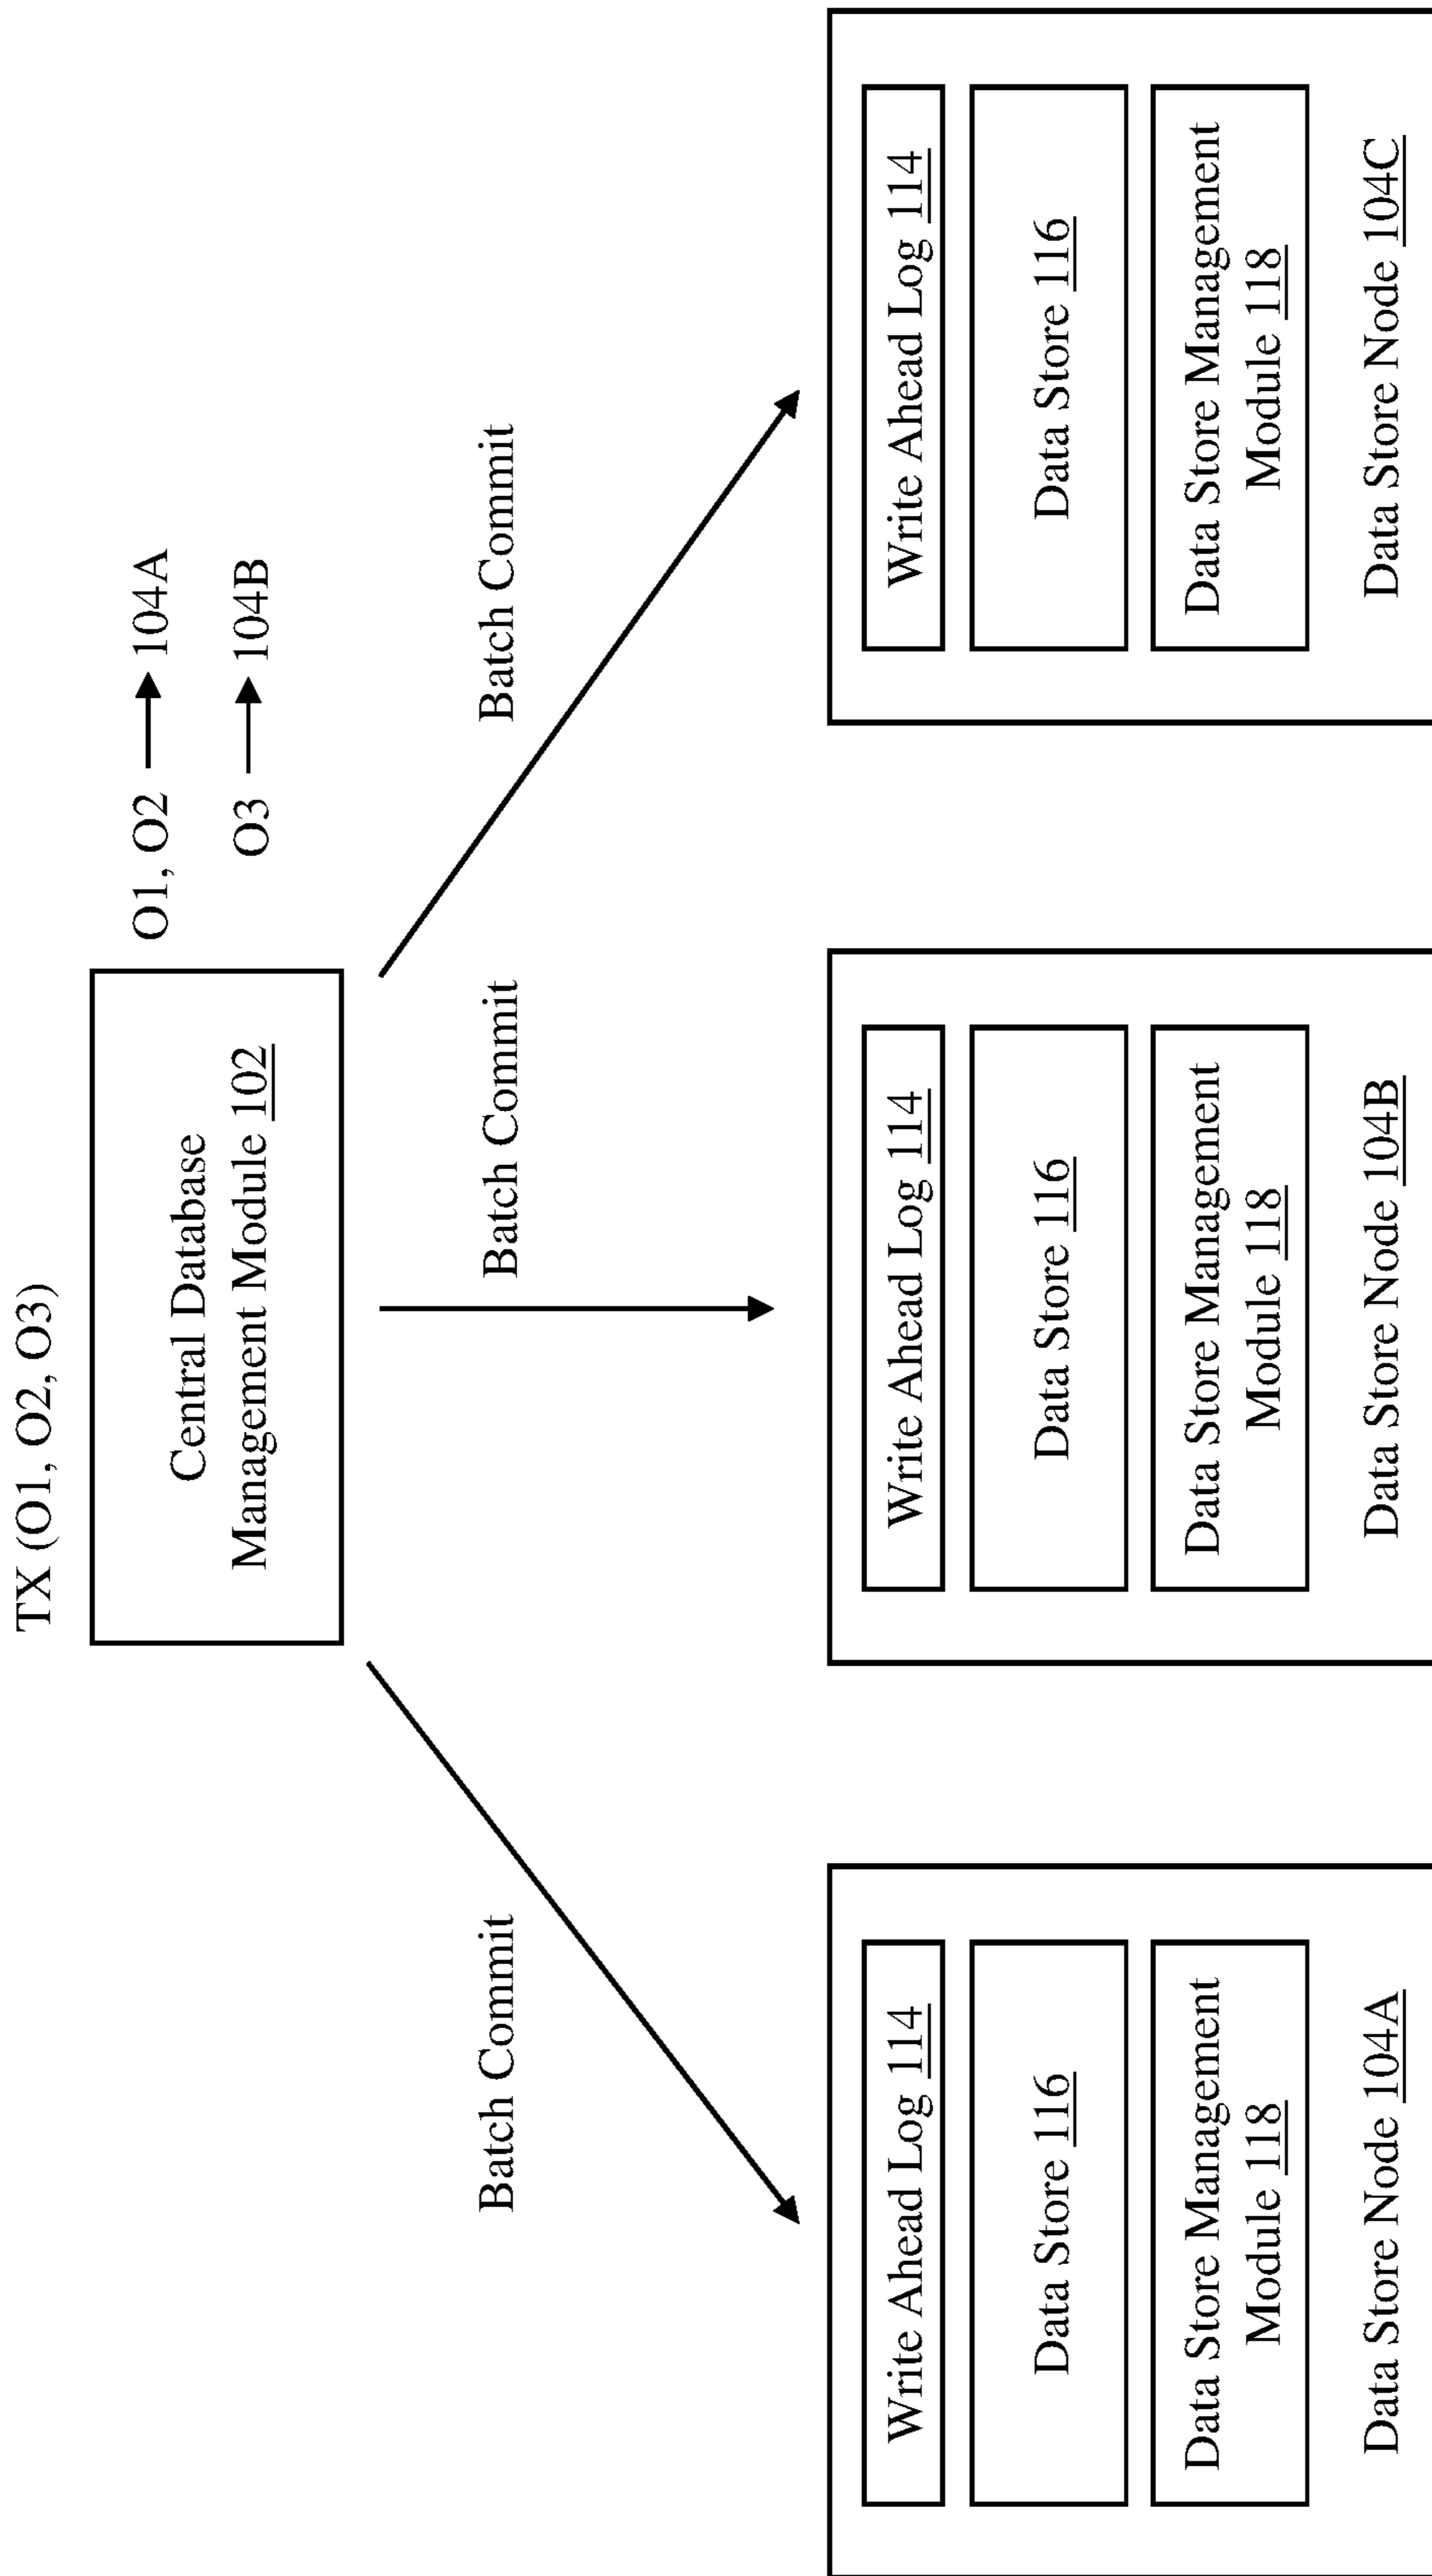 TX (O1, O2, O3)
Central Database
Management Module 102
O1, O2 → 104A
O3 → 104B
Batch Commit
Batch Commit
Batch Commit
Write Ahead Log 114
Data Store 116
Data Store Management
Module 118
Data Store Node 104A
Write Ahead Log 114
Data Store 116
Data Store Management
Module 118
Data Store Node 104B
Write Ahead Log 114
Data Store 116
Data Store Management
Module 118
Data Store Node 104C